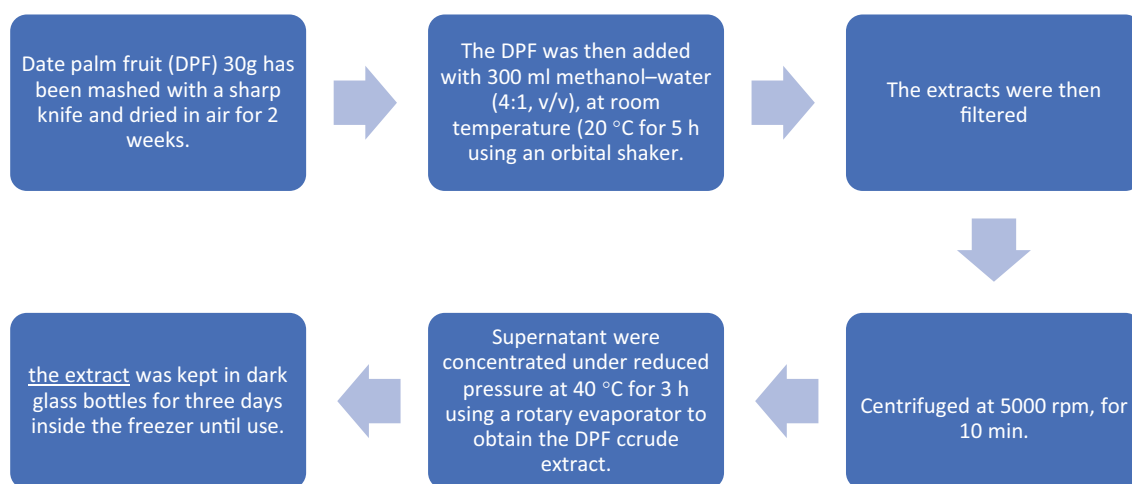 Date palm fruit (DPF) 30g has
been mashed with a sharp
knife and dried in air for 2
weeks.
The DPF was then added
with 300 ml methanol–water
(4:1, v/v), at room
temperature (20 °C for 5 h
using an orbital shaker.
The extracts were then
filtered
Centrifuged at 5000 rpm, for
10 min.
Supernatant were
concentrated under reduced
pressure at 40 °C for 3 h
using a rotary evaporator to
obtain the DPF ccrude
extract.
the extract was kept in dark
glass bottles for three days
inside the freezer until use.